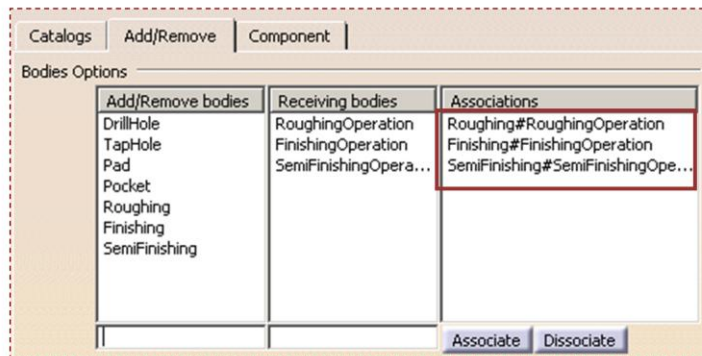 Catalogs Add/Remove Component
Bodies Options
Add/Remove bodies Receiving bodies Associations
DrillHole RoughingOperation Roughing#RoughingOperation
TapHole FinishingOperation Finishing#FinishingOperation
Pad SemiFinishingOpera... SemiFinishing#SemiFinishingOpe...
Pocket
Roughing
Finishing
SemiFinishing
Associate Dissociate